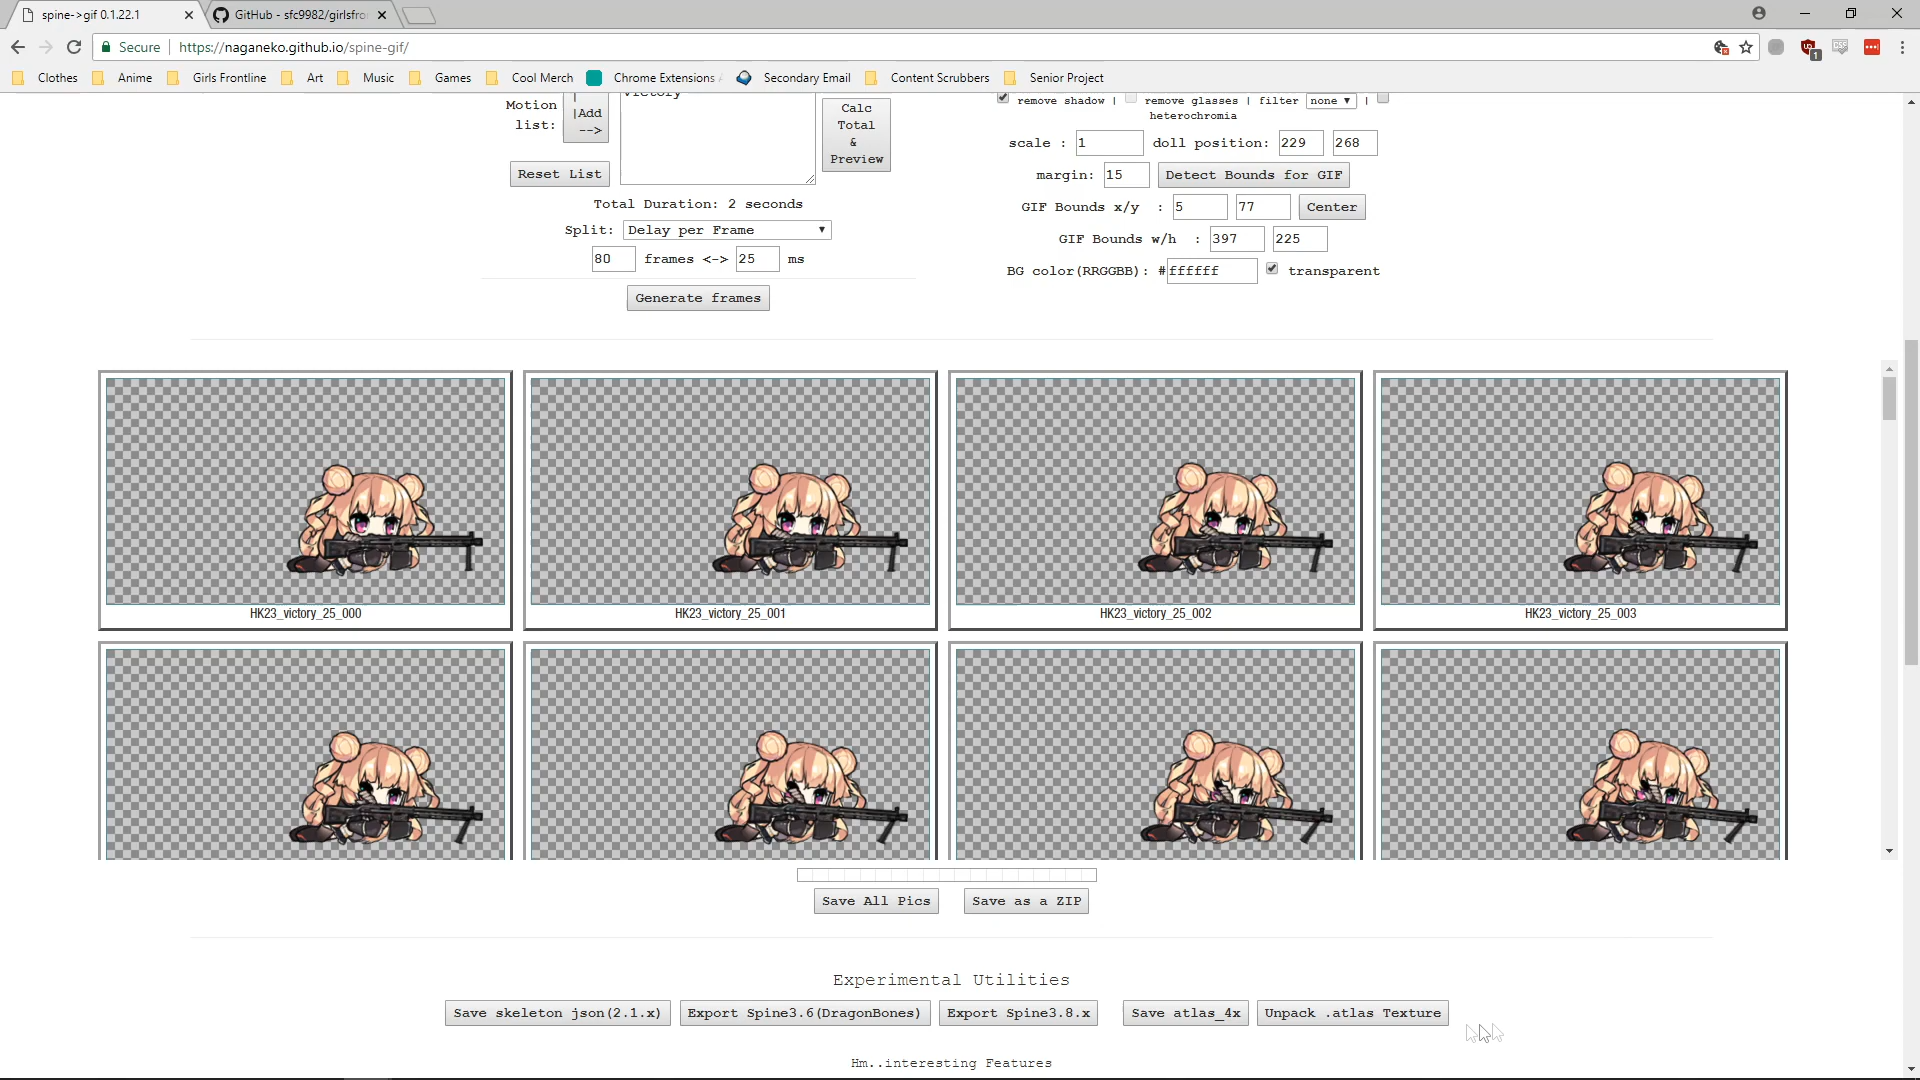 spine->gif 0.1.22.1
GitHub - sfc9982/girlsfro
Secure | https://naganeko.github.io/spine-gif/
Clothes Anime Girls Frontline Art Music Games Cool Merch Chrome Extensions Secondary Email Content Scrubbers Senior Project
Motion list:
|
|Add
-->
victory
Calc
Total
&
Preview
Reset List
Total Duration: 2 seconds
Split: Delay per Frame
80 frames <-> 25 ms
Generate frames
remove shadow | remove glasses | filter none |
heterochromia
scale : 1 doll position: 229 268
margin: 15 Detect Bounds for GIF
GIF Bounds x/y : 5 77 Center
GIF Bounds w/h : 397 225
BG color(RRGGBB): #ffffff transparent
HK23_victory_25_000
HK23_victory_25_001
HK23_victory_25_002
HK23_victory_25_003
Save All Pics Save as a ZIP
Experimental Utilities
Save skeleton json(2.1.x) Export Spine3.6(DragonBones) Export Spine3.8.x Save atlas_4x Unpack .atlas Texture
Hm..interesting Features